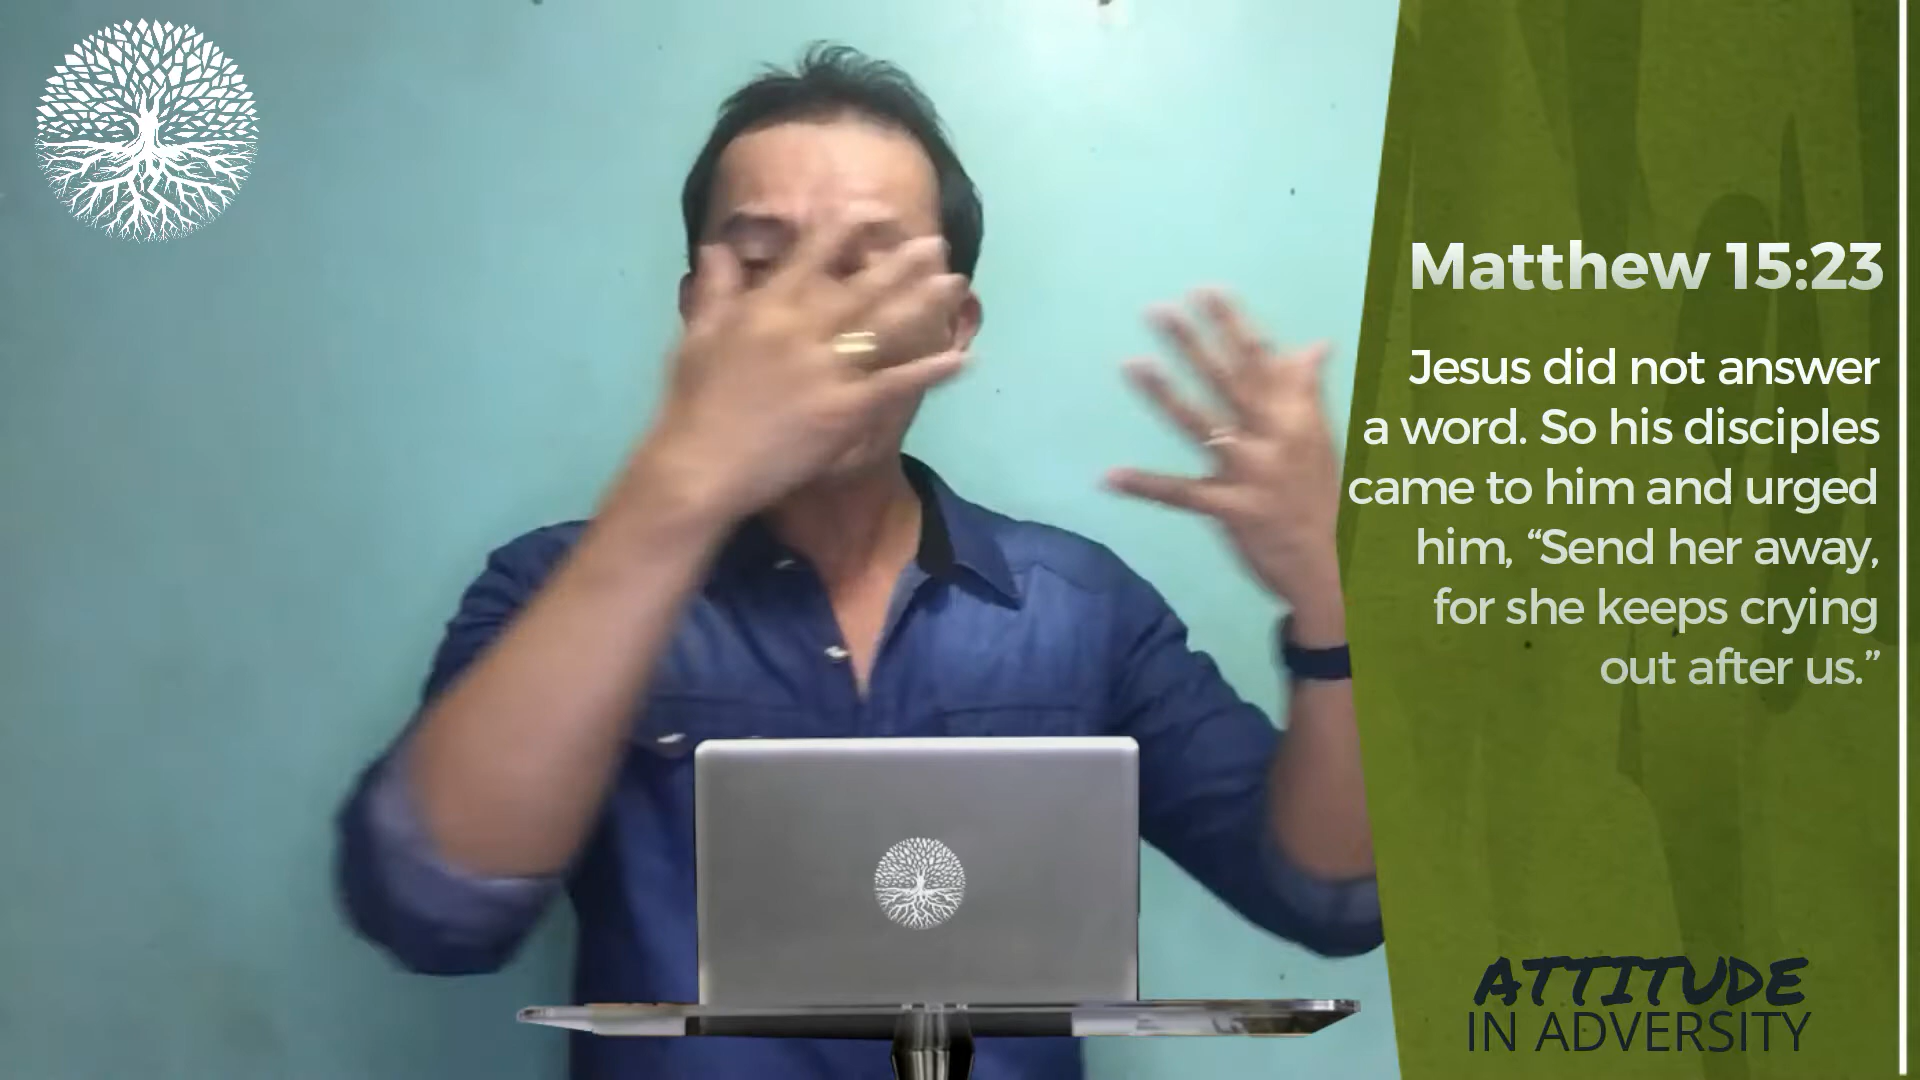 Matthew 15:23
Jesus did not answer
a word. So his disciples
came to him and urged
him, “Send her away,
for she keeps crying
out after us.”
ATTITUDE
IN ADVERSITY